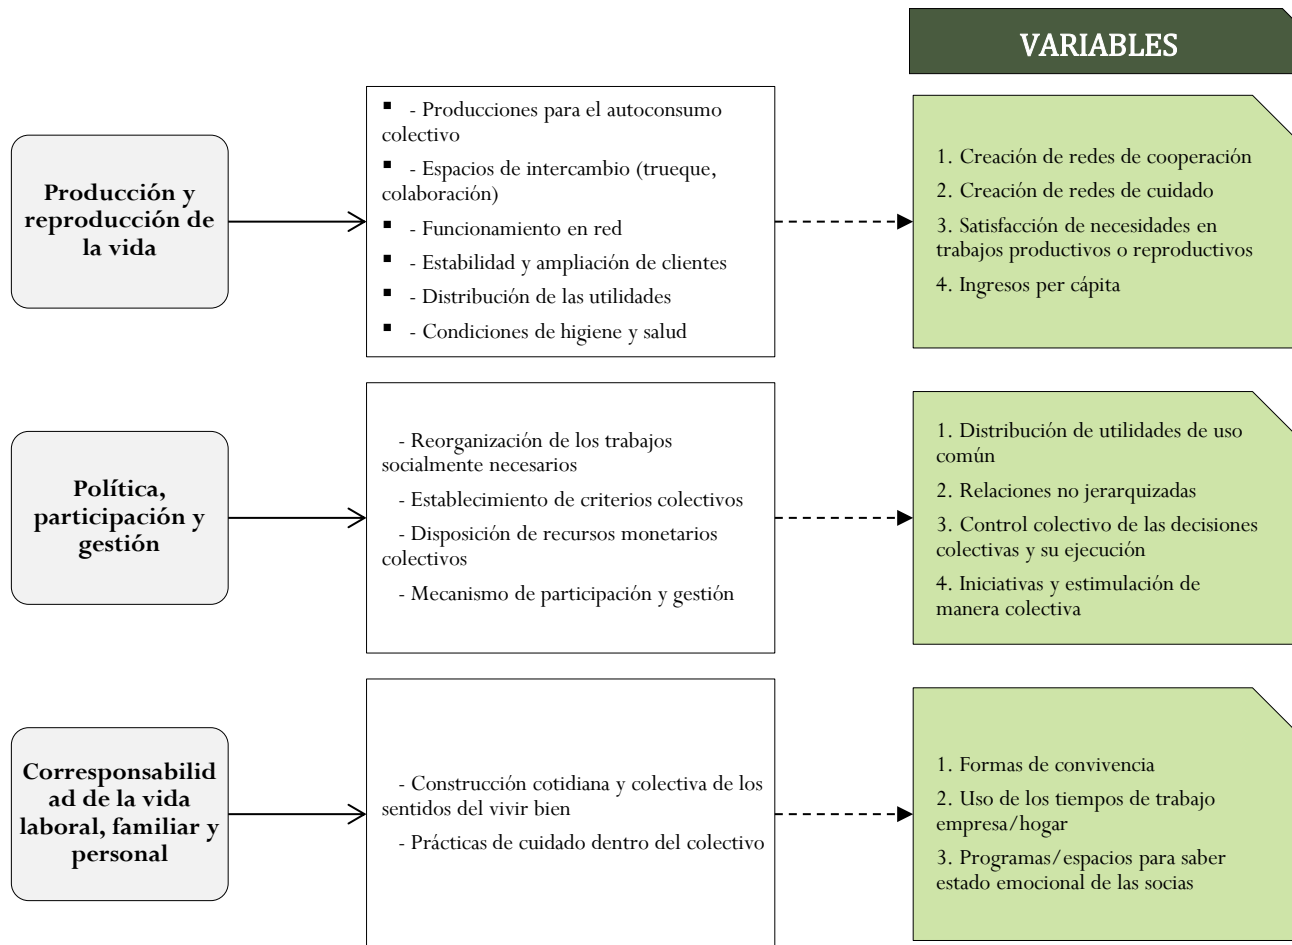 VARIABLES
Producción y
reproducción de
la vida
▪ - Producciones para el autoconsumo
colectivo
▪ - Espacios de intercambio (trueque,
colaboración)
▪ - Funcionamiento en red
▪ - Estabilidad y ampliación de clientes
▪ - Distribución de las utilidades
▪ - Condiciones de higiene y salud
1. Creación de redes de cooperación
2. Creación de redes de cuidado
3. Satisfacción de necesidades en
trabajos productivos o reproductivos
4. Ingresos per cápita
Política,
participación y
gestión
- Reorganización de los trabajos
socialmente necesarios
- Establecimiento de criterios colectivos
- Disposición de recursos monetarios
colectivos
- Mecanismo de participación y gestión
1. Distribución de utilidades de uso
común
2. Relaciones no jerarquizadas
3. Control colectivo de las decisiones
colectivas y su ejecución
4. Iniciativas y estimulación de
manera colectiva
Corresponsabilid
ad de la vida
laboral, familiar y
personal
- Construcción cotidiana y colectiva de los
sentidos del vivir bien
- Prácticas de cuidado dentro del colectivo
1. Formas de convivencia
2. Uso de los tiempos de trabajo
empresa/hogar
3. Programas/espacios para saber
estado emocional de las socias